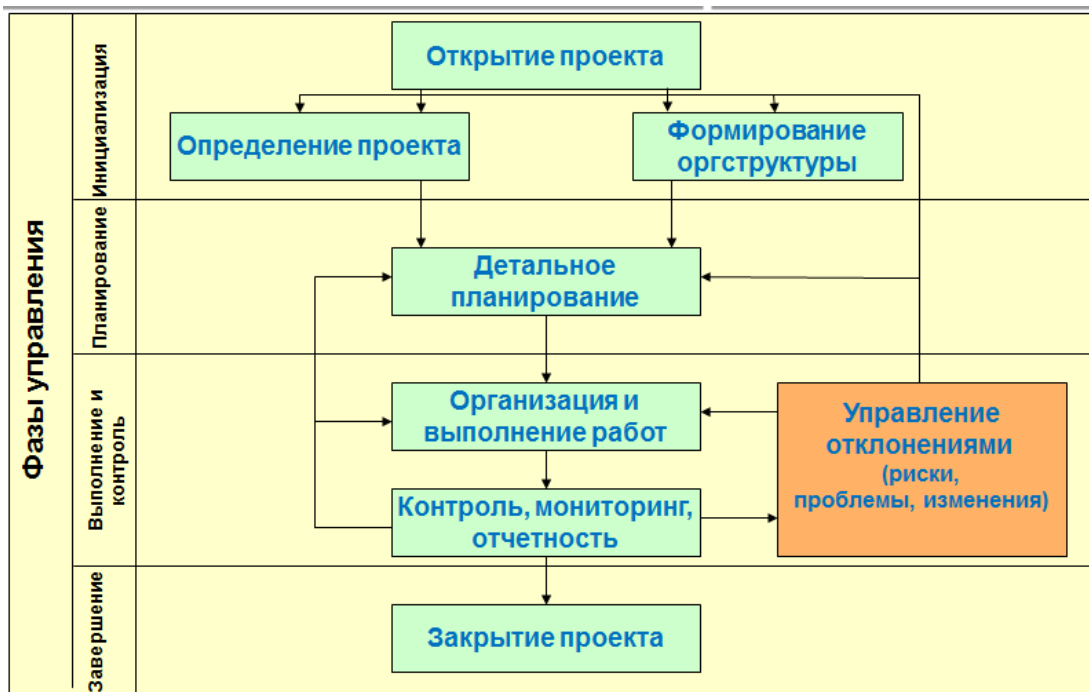 Фазы управления
Инициализация
Открытие проекта
Определение проекта
Формирование
оргструктуры
Планирование
Детальное
планирование
Выполнение и
контроль
Организация и
выполнение работ
Управление
отклонениями
(риски,
проблемы, изменения)
Контроль, мониторинг,
отчетность
Завершение
Закрытие проекта